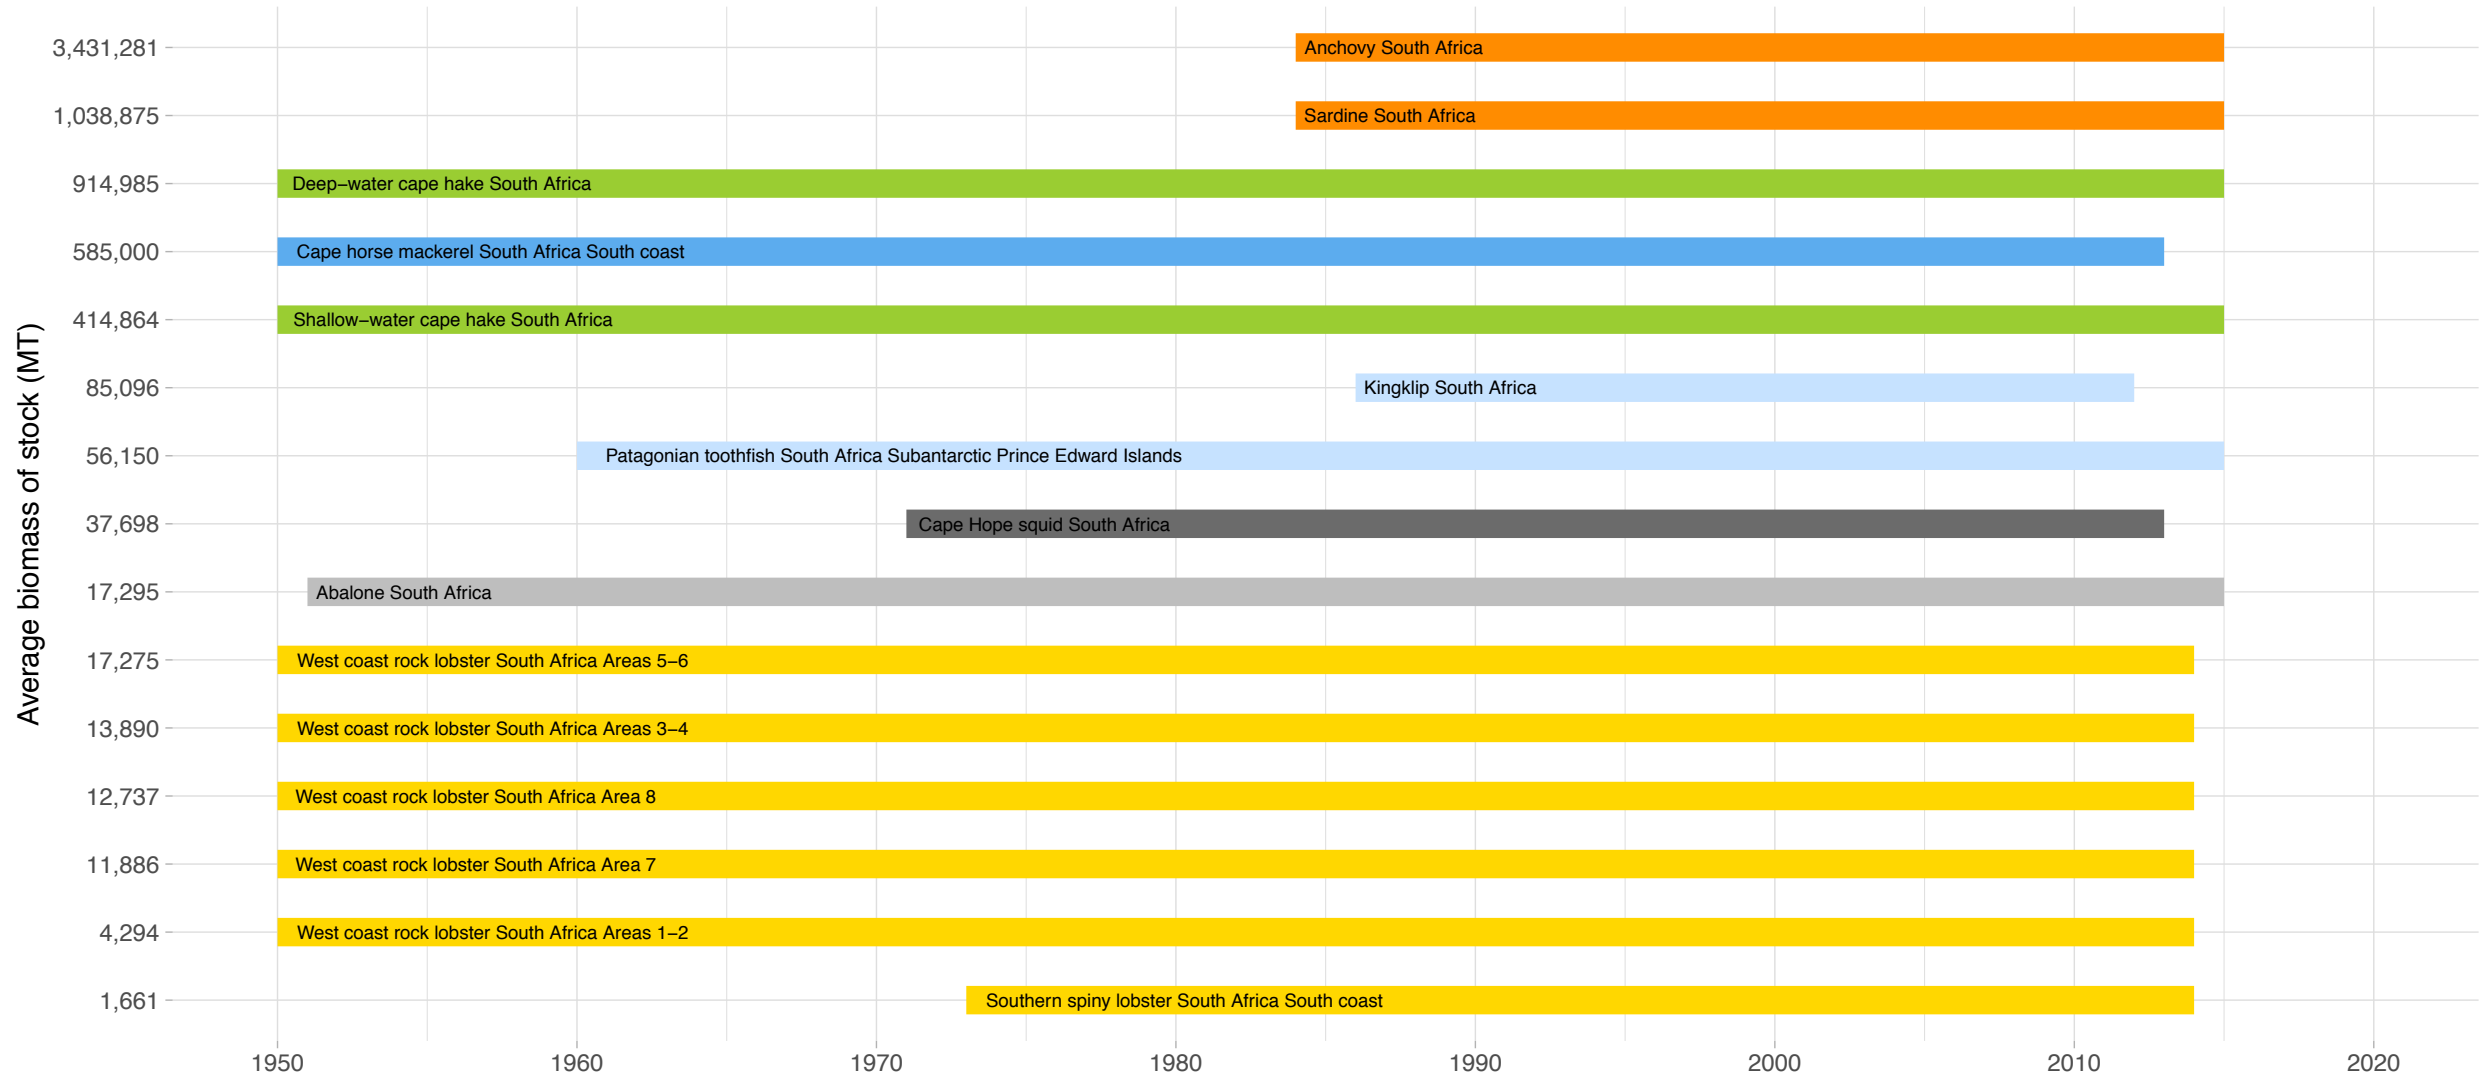 Average biomass of stock (MT)
3,431,281 Anchovy South Africa
1,038,875 Sardine South Africa
914,985 Deep−water cape hake South Africa
585,000 Cape horse mackerel South Africa South coast
414,864 Shallow−water cape hake South Africa
85,096 Kingklip South Africa
56,150 Patagonian toothfish South Africa Subantarctic Prince Edward Islands
37,698 Cape Hope squid South Africa
17,295 Abalone South Africa
17,275 West coast rock lobster South Africa Areas 5−6
13,890 West coast rock lobster South Africa Areas 3−4
12,737 West coast rock lobster South Africa Area 8
11,886 West coast rock lobster South Africa Area 7
4,294 West coast rock lobster South Africa Areas 1−2
1,661 Southern spiny lobster South Africa South coast
1950 1960 1970 1980 1990 2000 2010 2020